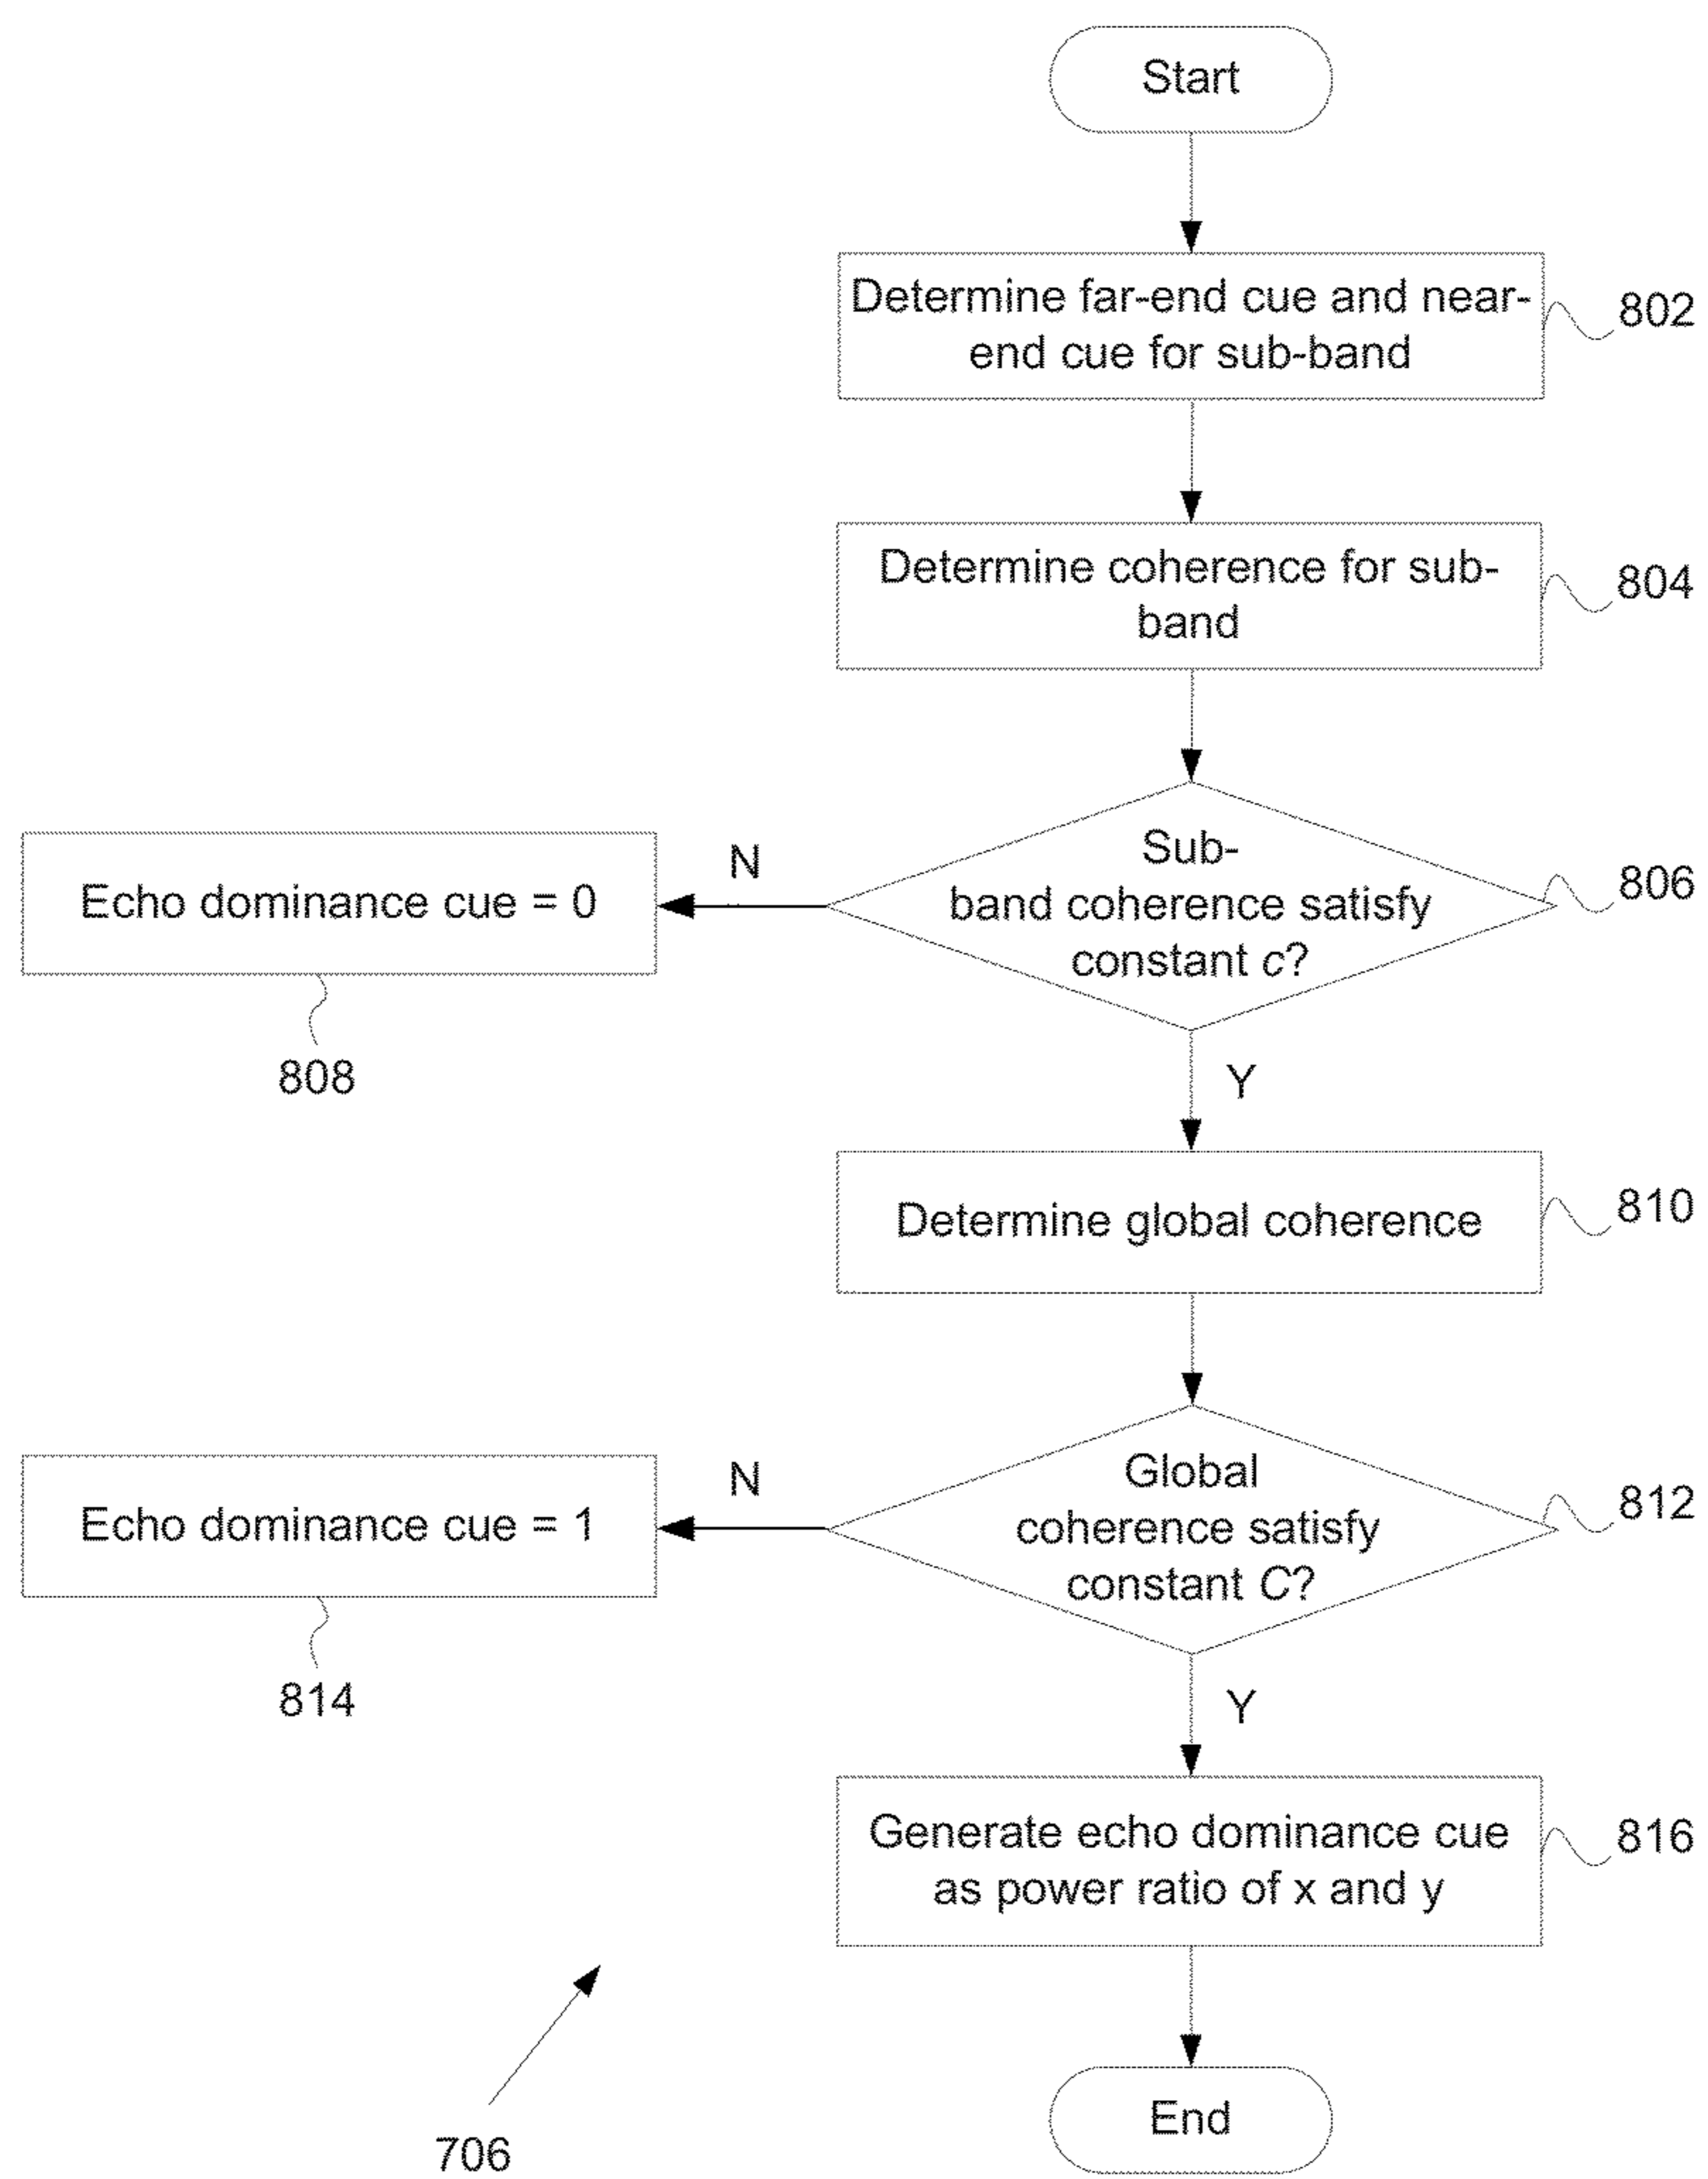 Start
Determine far-end cue and near-
end cue for sub-band
802
Determine coherence for sub-
band
804
Sub-
band coherence satisfy
constant c?
806
N
Echo dominance cue = 0
808
Y
Determine global coherence
810
Global
coherence satisfy
constant C?
812
N
Echo dominance cue = 1
814
Y
Generate echo dominance cue
as power ratio of x and y
816
End
706